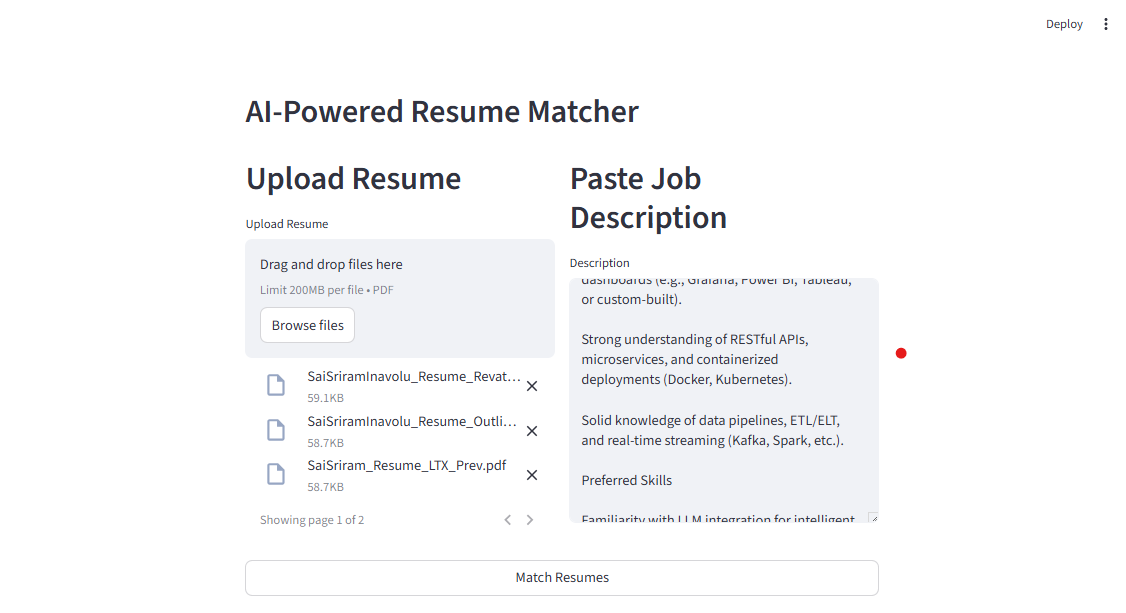 Deploy
AI-Powered Resume Matcher
Upload Resume
Upload Resume
Drag and drop files here
Limit 200MB per file • PDF
Browse files
SaiSriramInavolu_Resume_Revat...
59.1KB
SaiSriramInavolu_Resume_Outli...
58.7KB
SaiSriram_Resume_LTX_Prev.pdf
58.7KB
Showing page 1 of 2
Paste Job
Description
Description
dashboards (e.g., Grafana, Power BI, Tableau,
or custom-built).
Strong understanding of RESTful APIs,
microservices, and containerized
deployments (Docker, Kubernetes).
Solid knowledge of data pipelines, ETL/ELT,
and real-time streaming (Kafka, Spark, etc.).
Preferred Skills
Familiarity with LLM integration for intelligent
Match Resumes